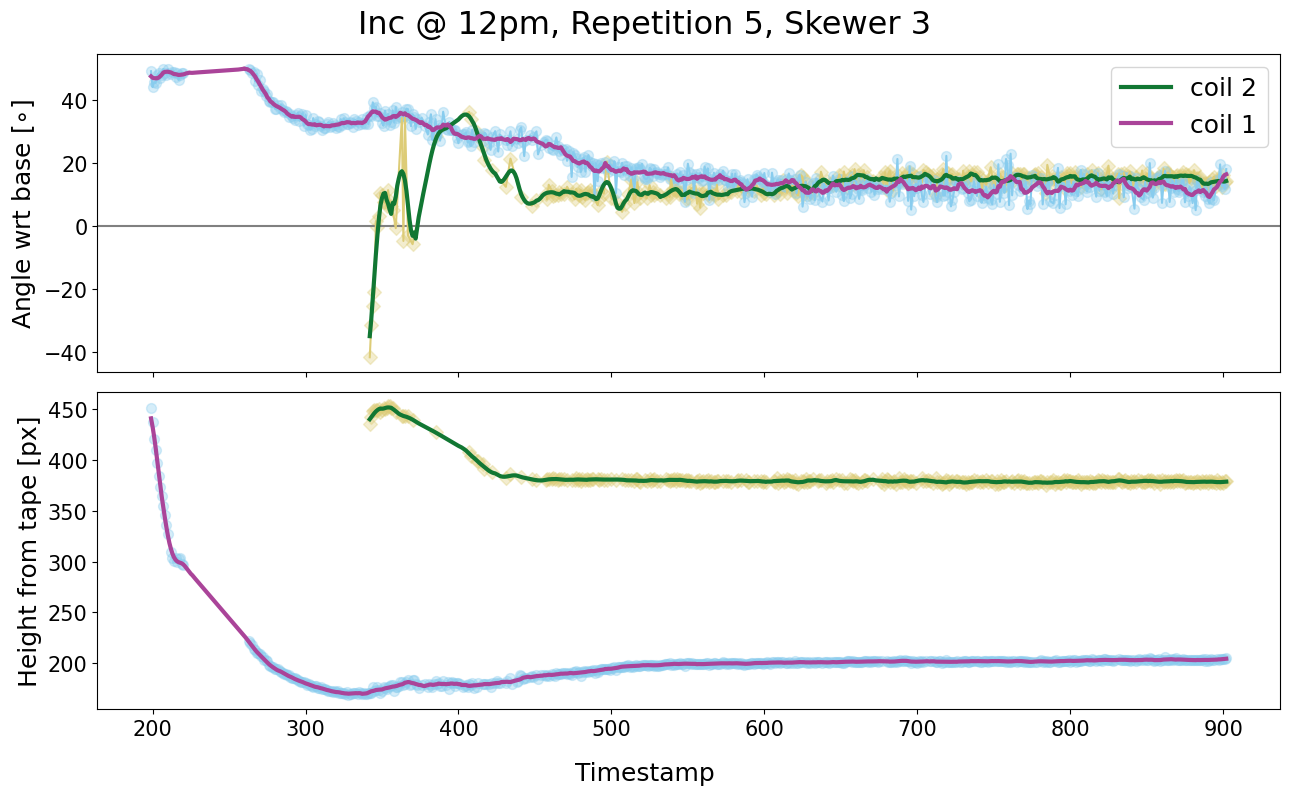 Inc @ 12pm, Repetition 5, Skewer 3
Angle wrt base [∘]
40
20
0
−20
−40
coil 2
coil 1
Height from tape [px]
450
400
350
300
250
200
200 300 400 500 600 700 800 900
Timestamp